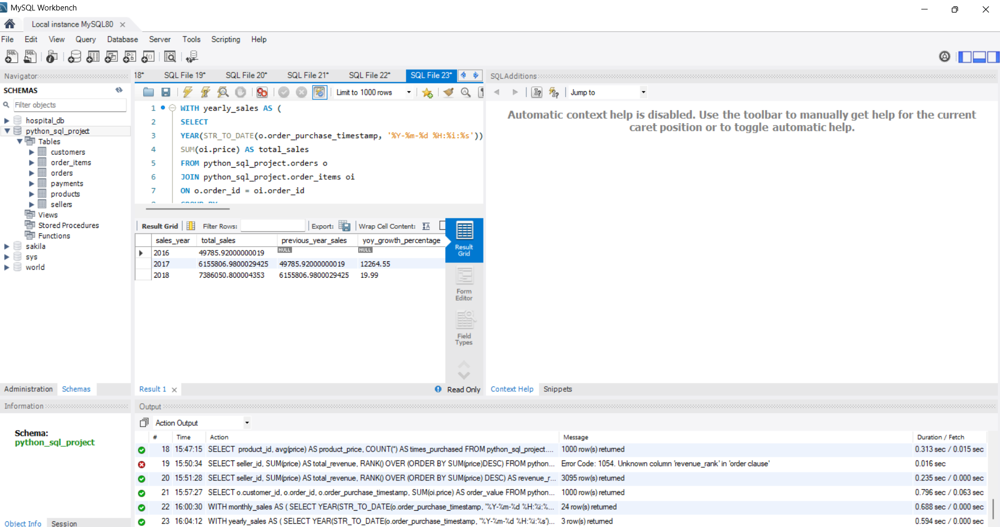 MySQL Workbench
Local instance MySQL80
File Edit View Query Database Server Tools Scripting Help
Navigator
SCHEMAS
Filter objects
hospital_db
python_sql_project
Tables
customers
order_items
orders
payments
products
sellers
Views
Stored Procedures
Functions
sakila
sys
world
Administration Schemas
Information
Schema:
python_sql_project
Object Info Session
18* SQL File 19* SQL File 20* SQL File 21* SQL File 22* SQL File 23*
Limit to 1000 rows
1 WITH yearly_sales AS (
2 SELECT
3 YEAR(STR_TO_DATE(o.order_purchase_timestamp, '%Y-%m-%d %H:%i:%s'))
4 SUM(oi.price) AS total_sales
5 FROM python_sql_project.orders o
6 JOIN python_sql_project.order_items oi
7 ON o.order_id = oi.order_id
Result Grid Filter Rows: Export: Wrap Cell Content:
sales_year total_sales previous_year_sales yoy_growth_percentage
2016 49785.92000000019 NULL NULL
2017 6155806.9800029425 49785.92000000019 12264.55
2018 7386050.800004353 6155806.9800029425 19.99
Result Grid
Form Editor
Field Types
Result 1
Read Only
SQLAdditions
Jump to
Automatic context help is disabled. Use the toolbar to manually get help for the current
caret position or to toggle automatic help.
Context Help Snippets
Output
Action Output
# Time Action Message Duration / Fetch
18 15:47:15 SELECT product_id, avg(price) AS product_price, COUNT(*) AS times_purchased FROM python_sql_project.... 1000 row(s) returned 0.313 sec / 0.015 sec
19 15:50:34 SELECT seller_id, SUM(price) AS total_revenue, RANK() OVER (ORDER BY SUM(price)DESC) FROM python... Error Code: 1054. Unknown column 'revenue_rank' in 'order clause' 0.016 sec
20 15:51:28 SELECT seller_id, SUM(price) AS total_revenue, RANK() OVER (ORDER BY SUM(price) DESC) AS revenue_r... 3095 row(s) returned 0.235 sec / 0.000 sec
21 15:57:27 SELECT o.customer_id, o.order_id, o.order_purchase_timestamp, SUM(oi.price) AS order_value FROM python... 1000 row(s) returned 0.796 sec / 0.063 sec
22 16:00:30 WITH monthly_sales AS ( SELECT YEAR(STR_TO_DATE(o.order_purchase_timestamp, '%Y-%m-%d %H:%i:%... 24 row(s) returned 0.688 sec / 0.000 sec
23 16:04:12 WITH yearly_sales AS ( SELECT YEAR(STR_TO_DATE(o.order_purchase_timestamp, '%Y-%m-%d %H:%i:%s')... 3 row(s) returned 0.594 sec / 0.000 sec